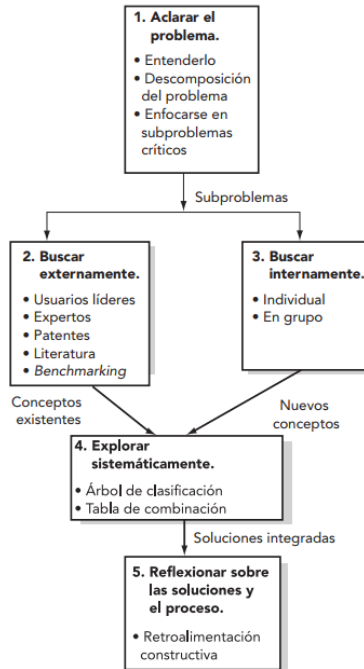 1. Aclarar el
problema.
• Entenderlo
• Descomposición
del problema
• Enfocarse en
subproblemas
críticos
Subproblemas
2. Buscar
externamente.
• Usuarios líderes
• Expertos
• Patentes
• Literatura
• Benchmarking
3. Buscar
internamente.
• Individual
• En grupo
Conceptos
existentes
Nuevos
conceptos
4. Explorar
sistemáticamente.
• Árbol de clasificación
• Tabla de combinación
Soluciones integradas
5. Reflexionar sobre
las soluciones y
el proceso.
• Retroalimentación
constructiva